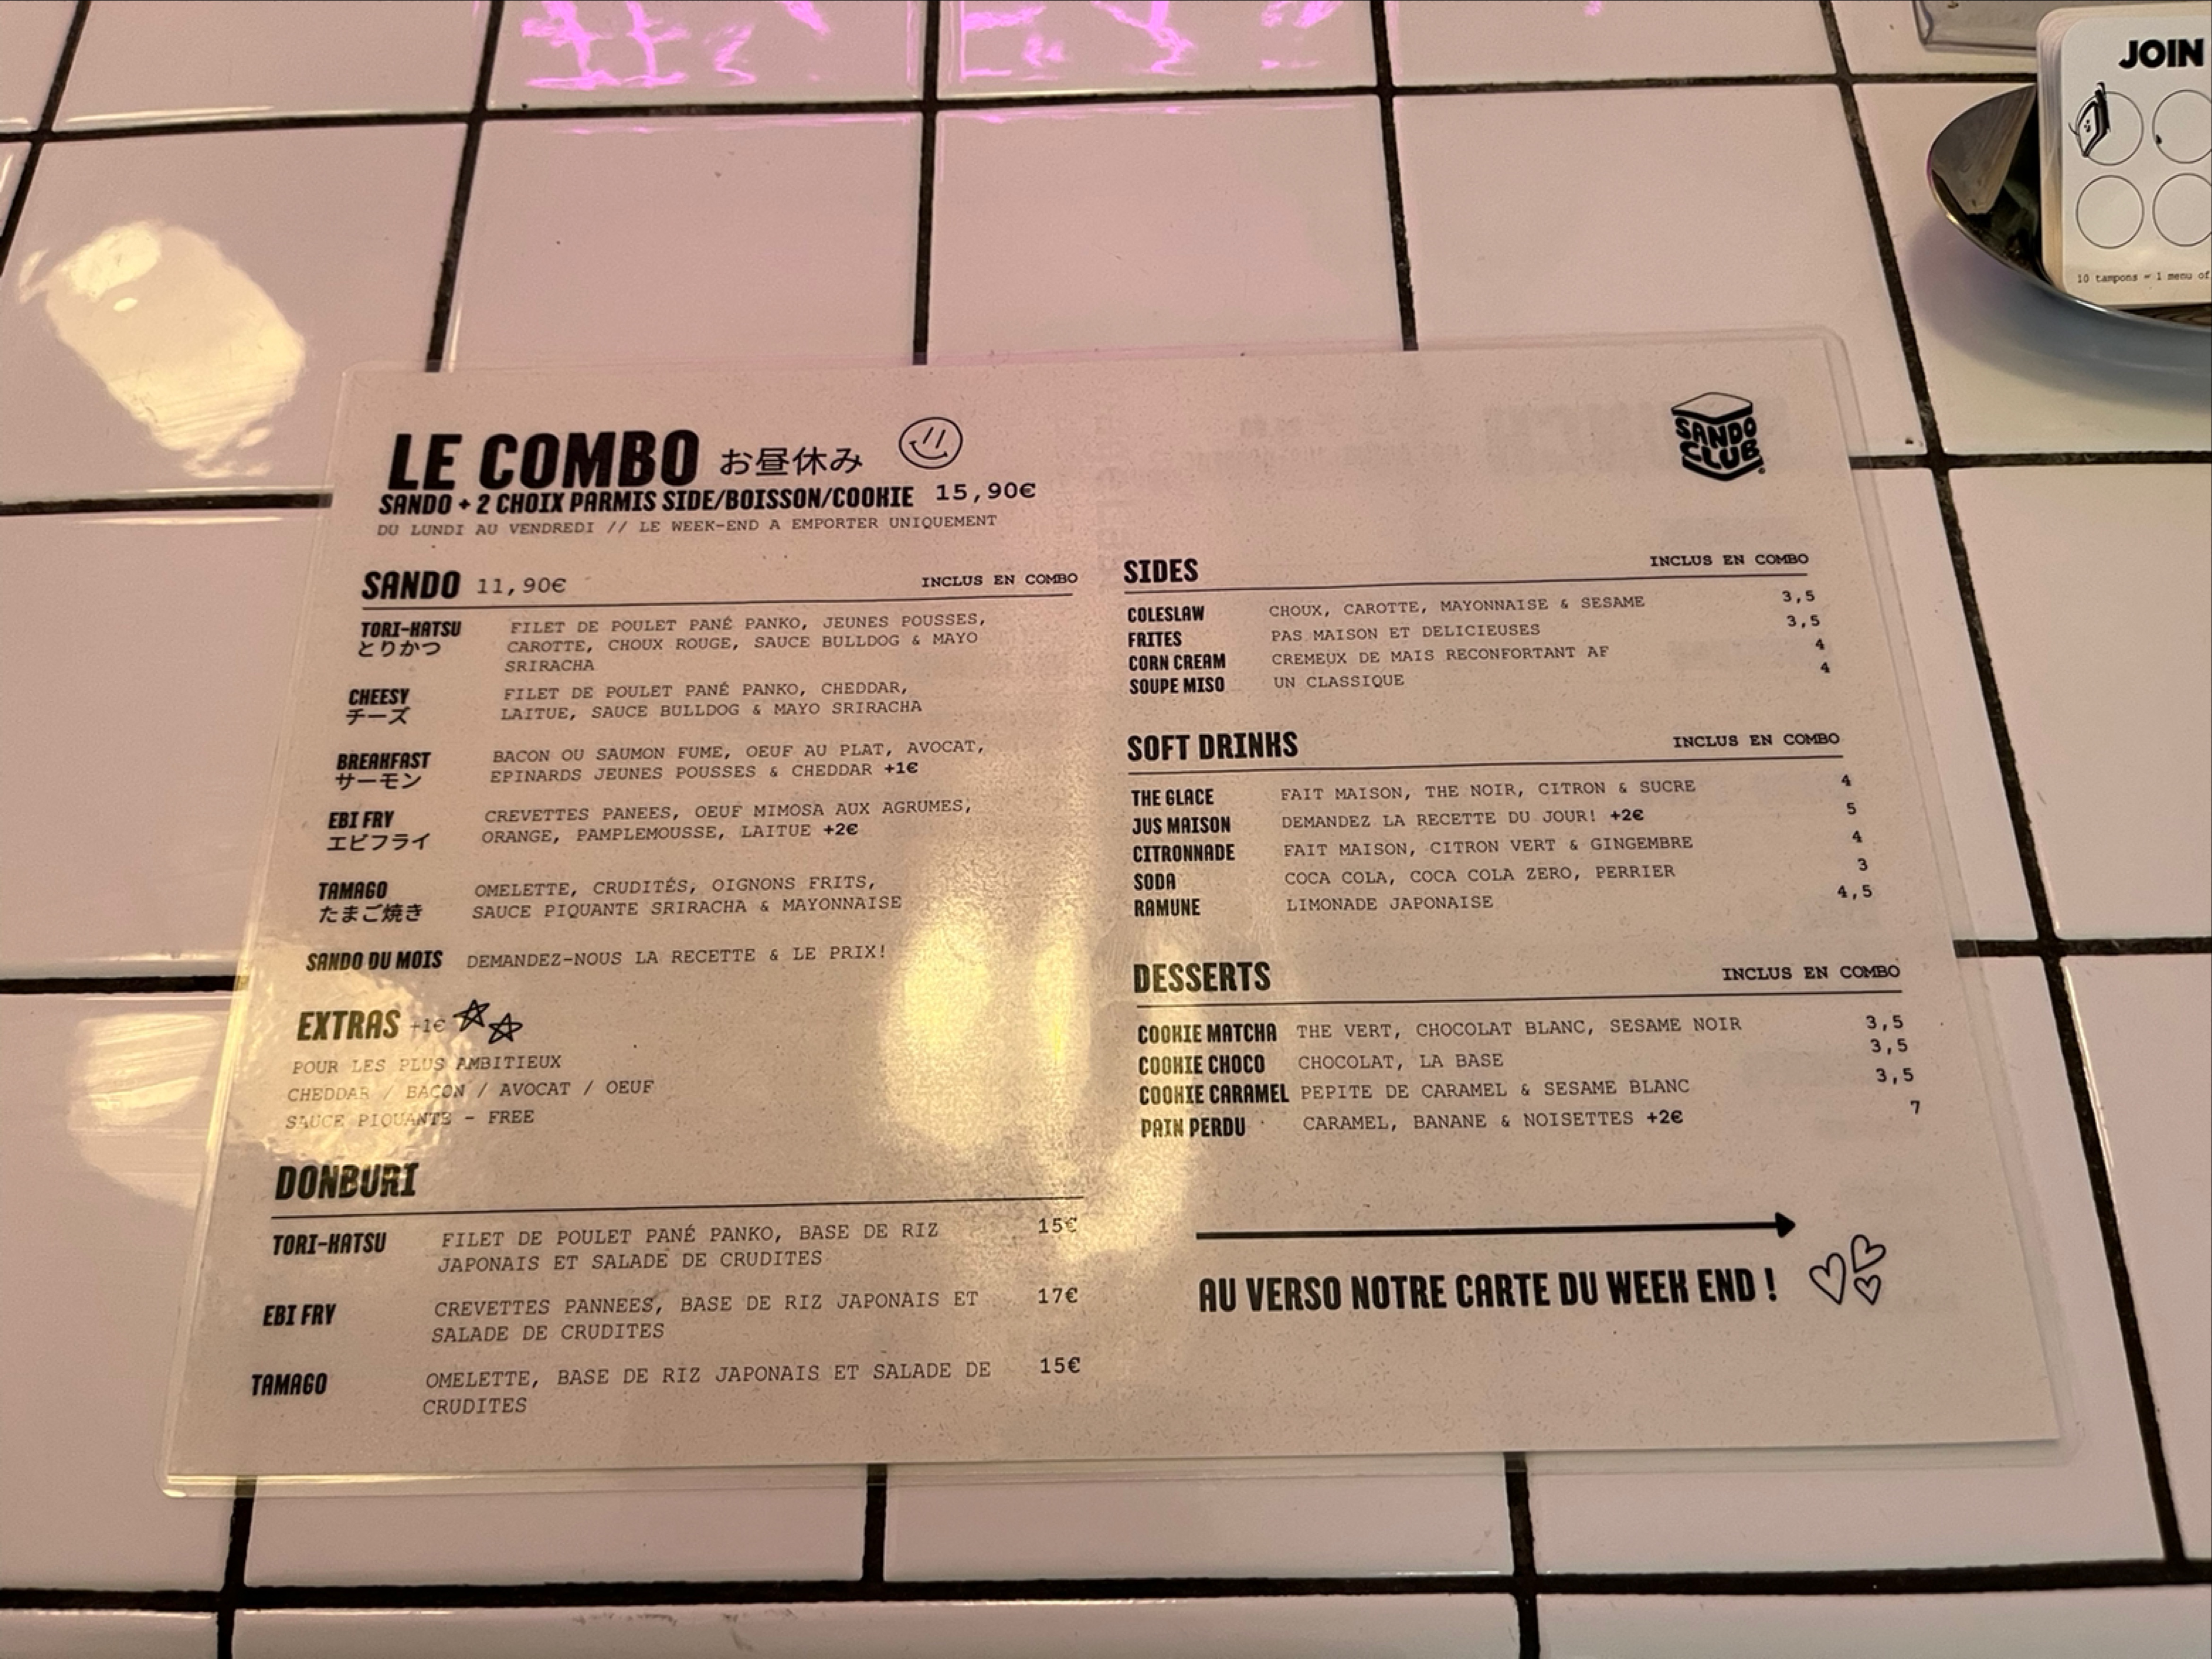 JOIN
10 tampons = 1 menu of
LE COMBO お昼休み
SANDO + 2 CHOIX PARMIS SIDE/BOISSON/COOKIE 15,90€
DU LUNDI AU VENDREDI // LE WEEK-END A EMPORTER UNIQUEMENT
SANDO CLUB
SANDO 11,90€ INCLUS EN COMBO
TORI-KATSU FILET DE POULET PANÉ PANKO, JEUNES POUSSES,
とりかつ CAROTTE, CHOUX ROUGE, SAUCE BULLDOG & MAYO
SRIRACHA
CHEESY FILET DE POULET PANÉ PANKO, CHEDDAR,
チーズ LAITUE, SAUCE BULLDOG & MAYO SRIRACHA
BREAKFAST BACON OU SAUMON FUME, OEUF AU PLAT, AVOCAT,
サーモン EPINARDS JEUNES POUSSES & CHEDDAR +1€
EBI FRY CREVETTES PANEES, OEUF MIMOSA AUX AGRUMES,
エビフライ ORANGE, PAMPLEMOUSSE, LAITUE +2€
TAMAGO OMELETTE, CRUDITÉS, OIGNONS FRITS,
たまご焼き SAUCE PIQUANTE SRIRACHA & MAYONNAISE
SANDO DU MOIS DEMANDEZ-NOUS LA RECETTE & LE PRIX!
EXTRAS +1€
POUR LES PLUS AMBITIEUX
CHEDDAR / BACON / AVOCAT / OEUF
SAUCE PIQUANTE - FREE
DONBURI
TORI-KATSU FILET DE POULET PANÉ PANKO, BASE DE RIZ 15€
JAPONAIS ET SALADE DE CRUDITES
EBI FRY CREVETTES PANNEES, BASE DE RIZ JAPONAIS ET 17€
SALADE DE CRUDITES
TAMAGO OMELETTE, BASE DE RIZ JAPONAIS ET SALADE DE 15€
CRUDITES
SIDES INCLUS EN COMBO
COLESLAW CHOUX, CAROTTE, MAYONNAISE & SESAME 3,5
FRITES PAS MAISON ET DELICIEUSES 3,5
CORN CREAM CREMEUX DE MAIS RECONFORTANT AF 4
SOUPE MISO UN CLASSIQUE 4
SOFT DRINKS INCLUS EN COMBO
THE GLACE FAIT MAISON, THE NOIR, CITRON & SUCRE 4
JUS MAISON DEMANDEZ LA RECETTE DU JOUR! +2€ 5
CITRONNADE FAIT MAISON, CITRON VERT & GINGEMBRE 4
SODA COCA COLA, COCA COLA ZERO, PERRIER 3
RAMUNE LIMONADE JAPONAISE 4,5
DESSERTS INCLUS EN COMBO
COOKIE MATCHA THE VERT, CHOCOLAT BLANC, SESAME NOIR 3,5
COOKIE CHOCO CHOCOLAT, LA BASE 3,5
COOKIE CARAMEL PEPITE DE CARAMEL & SESAME BLANC 3,5
PAIN PERDU CARAMEL, BANANE & NOISETTES +2€ 7
AU VERSO NOTRE CARTE DU WEEK END !